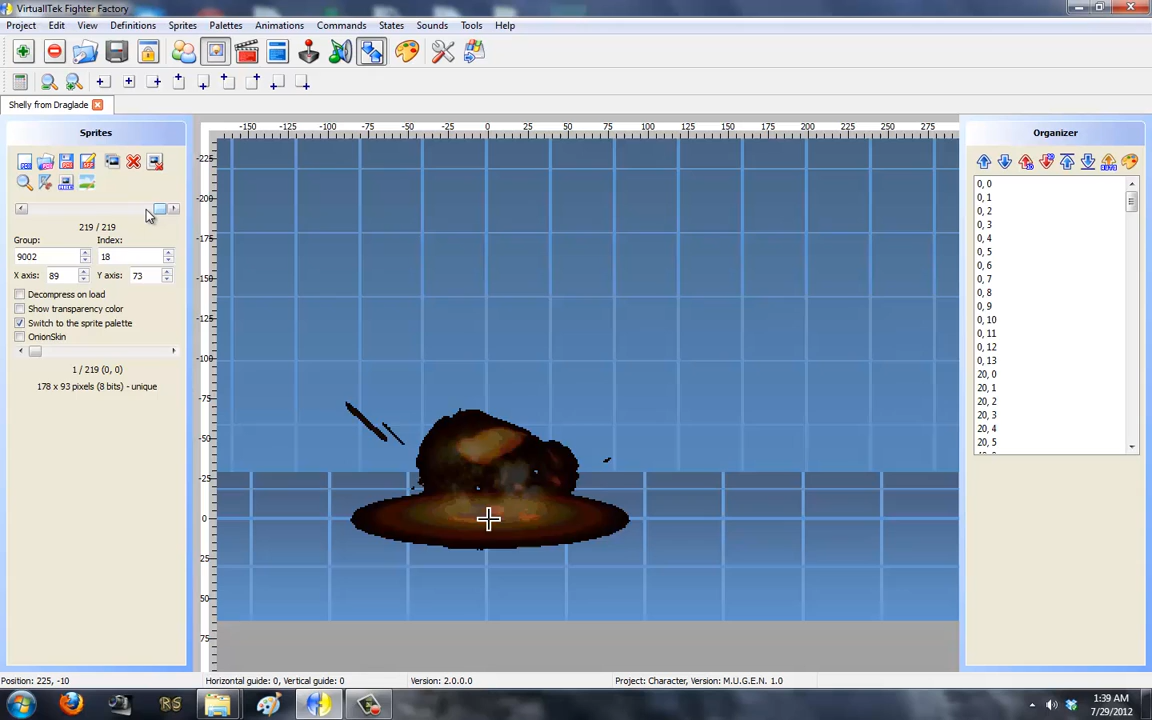 VirtuallTek Fighter Factory
Project Edit View Definitions Sprites Palettes Animations Commands States Sounds Tools Help
Shelly from Draglade
Sprites
219 / 219
Group: Index:
9002 18
X axis: 89 Y axis: 73
Decompress on load
Show transparency color
Switch to the sprite palette
OnionSkin
1 / 219 (0, 0)
178 x 93 pixels (8 bits) - unique
-150 -125 -100 -75 -50 -25 0 25 50 75 100 125 150 175 200 225 250 275
-225
-200
-175
-150
-125
-100
-75
-50
-25
0
25
50
75
Organizer
0, 0
0, 1
0, 2
0, 3
0, 4
0, 5
0, 6
0, 7
0, 8
0, 9
0, 10
0, 11
0, 12
0, 13
20, 0
20, 1
20, 2
20, 3
20, 4
20, 5
Position: 225, -10 Horizontal guide: 0, Vertical guide: 0 Version: 2.0.0.0 Project: Character, Version: M.U.G.E.N. 1.0
RS
1:39 AM
7/29/2012